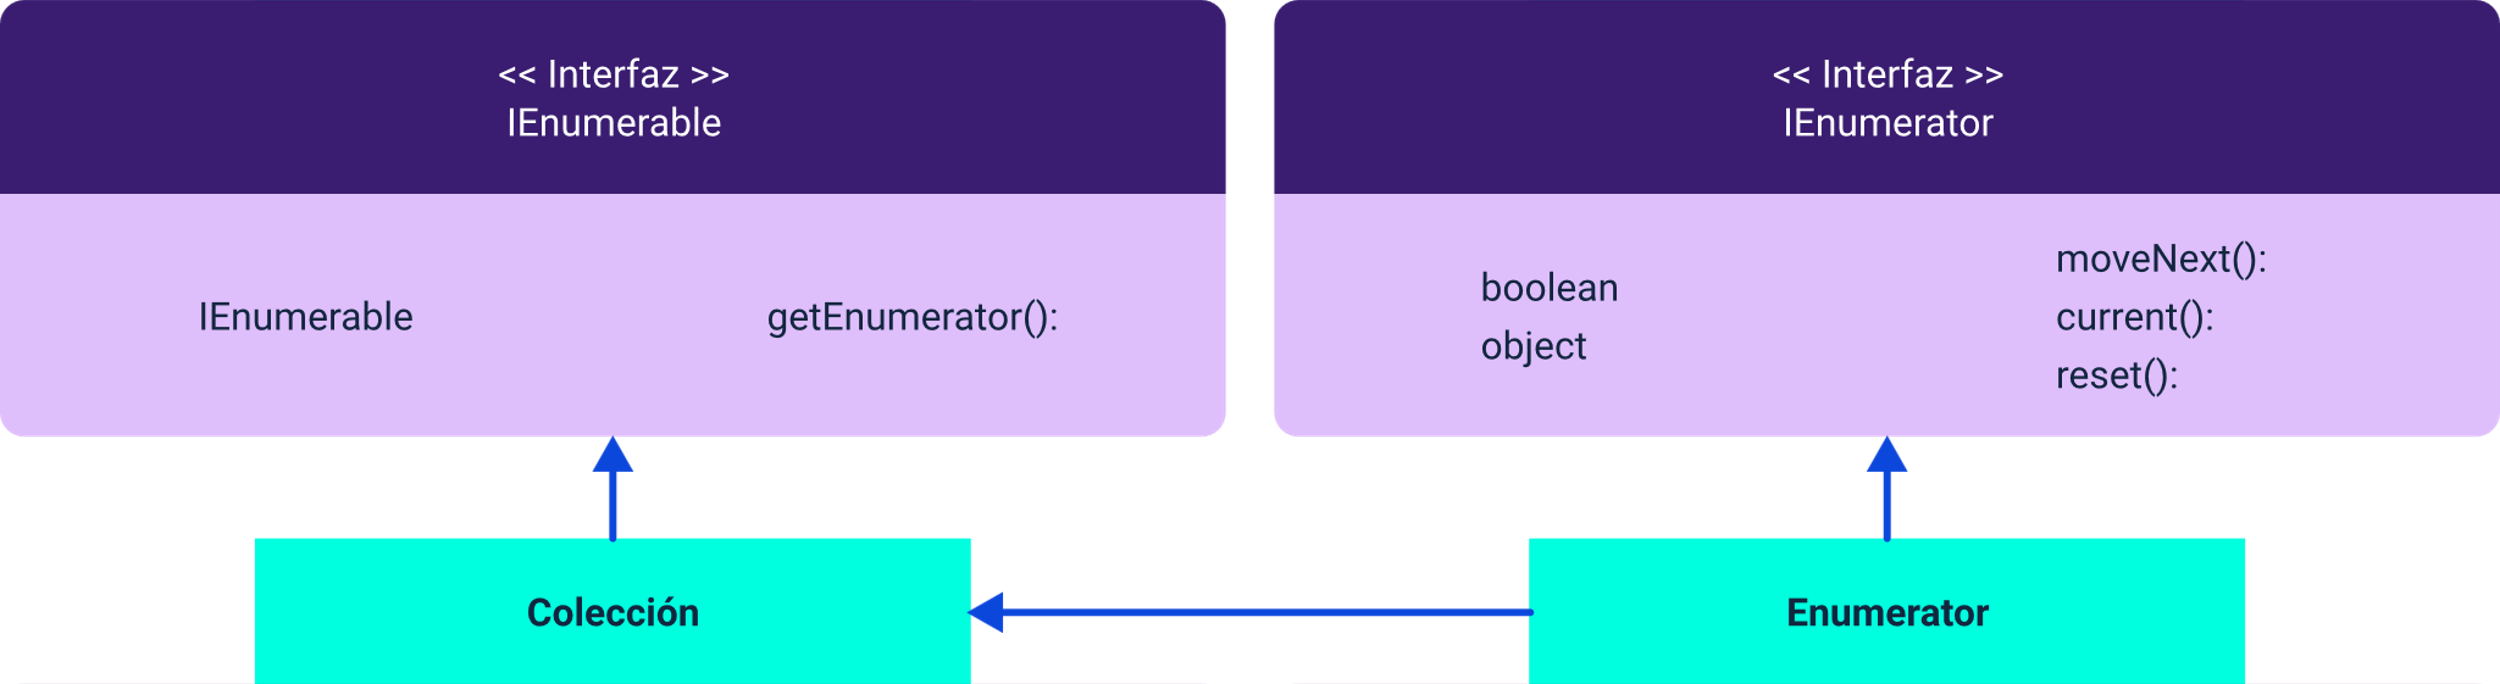 << Interfaz >>
IEnumerable
IEnumerable
getEnumerator():
<< Interfaz >>
IEnumerator
boolean
object
moveNext():
current():
reset():
Colección
Enumerator